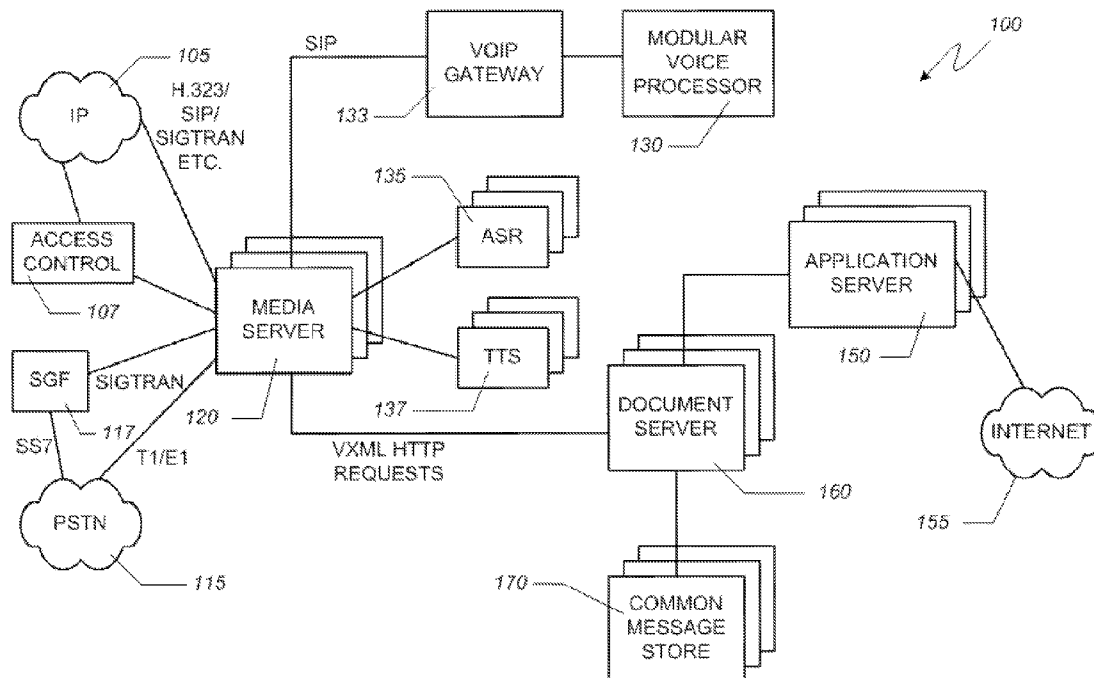 100
SIP
VOIP
GATEWAY
133
MODULAR
VOICE
PROCESSOR
130
105
IP
H.323/
SIP/
SIGTRAN
ETC.
ACCESS
CONTROL
107
135
ASR
MEDIA
SERVER
120
TTS
137
SGF
117
SIGTRAN
SS7
T1/E1
PSTN
115
VXML HTTP
REQUESTS
APPLICATION
SERVER
150
DOCUMENT
SERVER
160
INTERNET
155
170
COMMON
MESSAGE
STORE